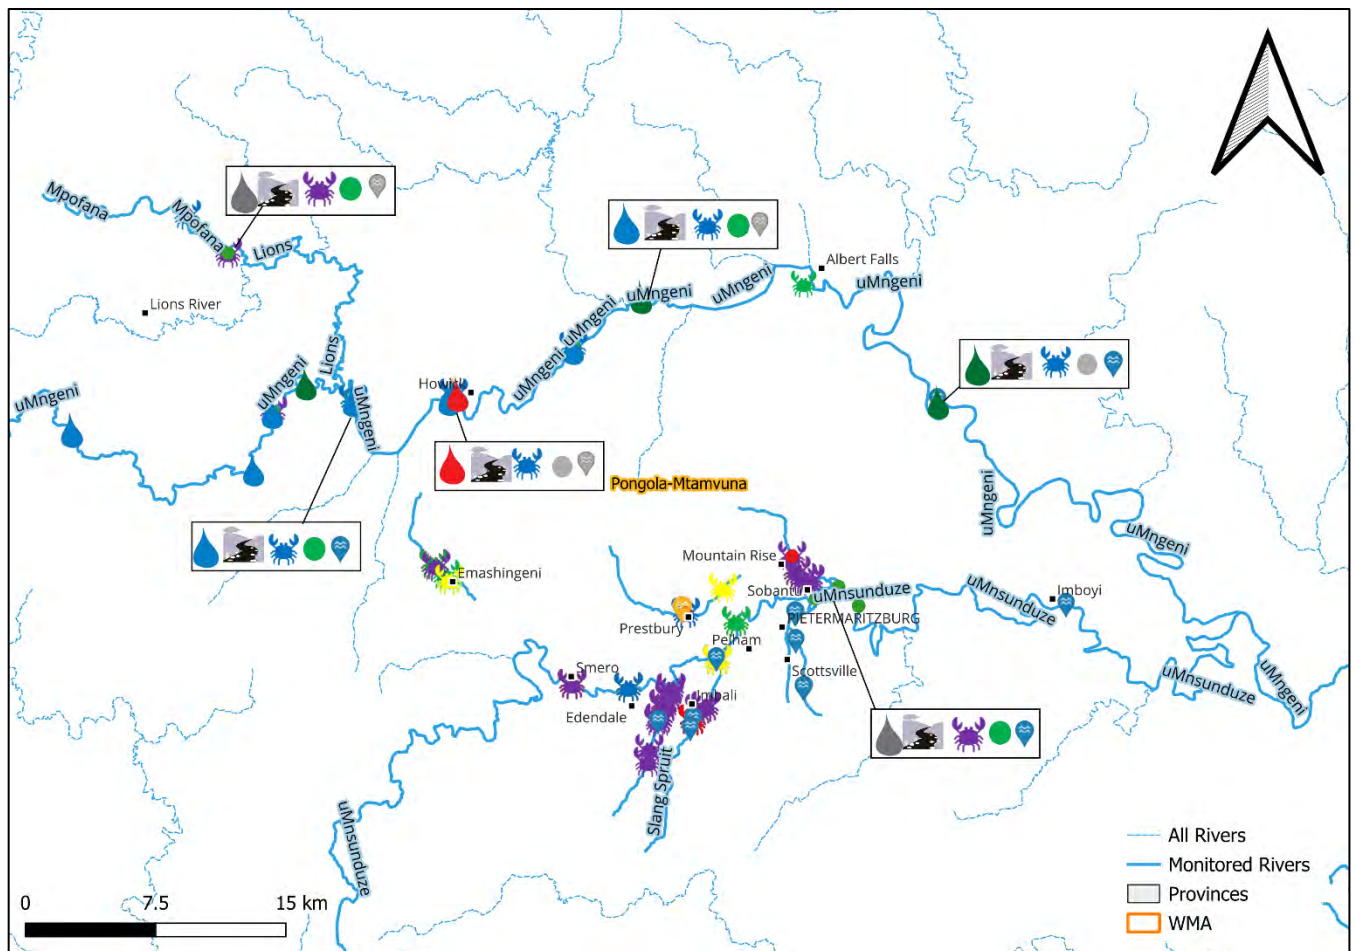 Mpofana
Mpofana
Lions
Lions River
Lions
uMngeni
uMngeni
uMngeni
Howick
uMngeni
uMngeni
uMngeni
uMngeni
Albert Falls
uMngeni
uMngeni
uMngeni
uMngeni
Pongola-Mtamvuna
Emashingeni
Mountain Rise
Sobantu
uMnsunduze
uMnsunduze
Imboyi
Prestbury
PIETERMARITZBURG
Pelham
Scottsville
Smero
Edendale
Imbali
Slang Spruit
uMnsunduze
uMnsunduze
All Rivers
Monitored Rivers
Provinces
WMA
0 7.5 15 km